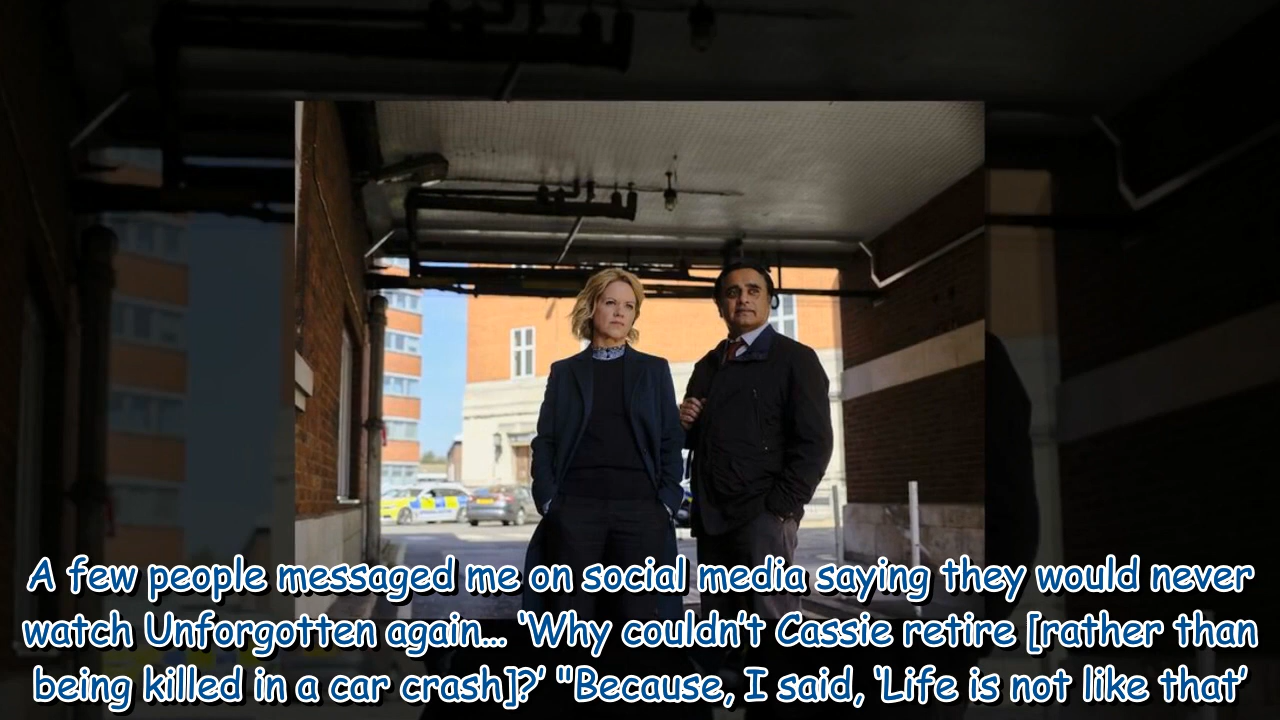 A few people messaged me on social media saying they would never
watch Unforgotten again... ‘Why couldn't Cassie retire [rather than
being killed in a car crash]?’ "Because, I said, ‘Life is not like that’